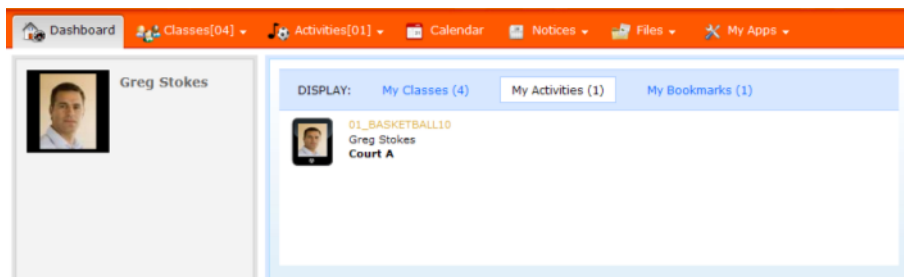 Dashboard Classes[04] Activities[01] Calendar Notices Files My Apps
Greg Stokes
DISPLAY: My Classes (4) My Activities (1) My Bookmarks (1)
01_BASKETBALL10
Greg Stokes
Court A